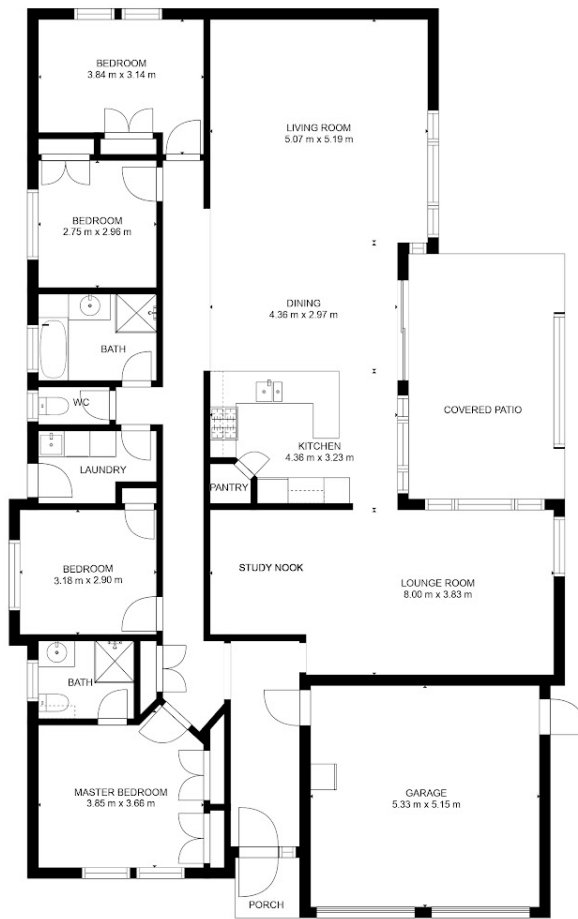 BEDROOM
3.84 m x 3.14 m
LIVING ROOM
5.07 m x 5.19 m
BEDROOM
2.75 m x 2.96 m
DINING
4.36 m x 2.97 m
BATH
WC
COVERED PATIO
KITCHEN
4.36 m x 3.23 m
LAUNDRY
PANTRY
BEDROOM
3.18 m x 2.90 m
STUDY NOOK
LOUNGE ROOM
8.00 m x 3.83 m
BATH
MASTER BEDROOM
3.85 m x 3.66 m
GARAGE
5.33 m x 5.15 m
PORCH